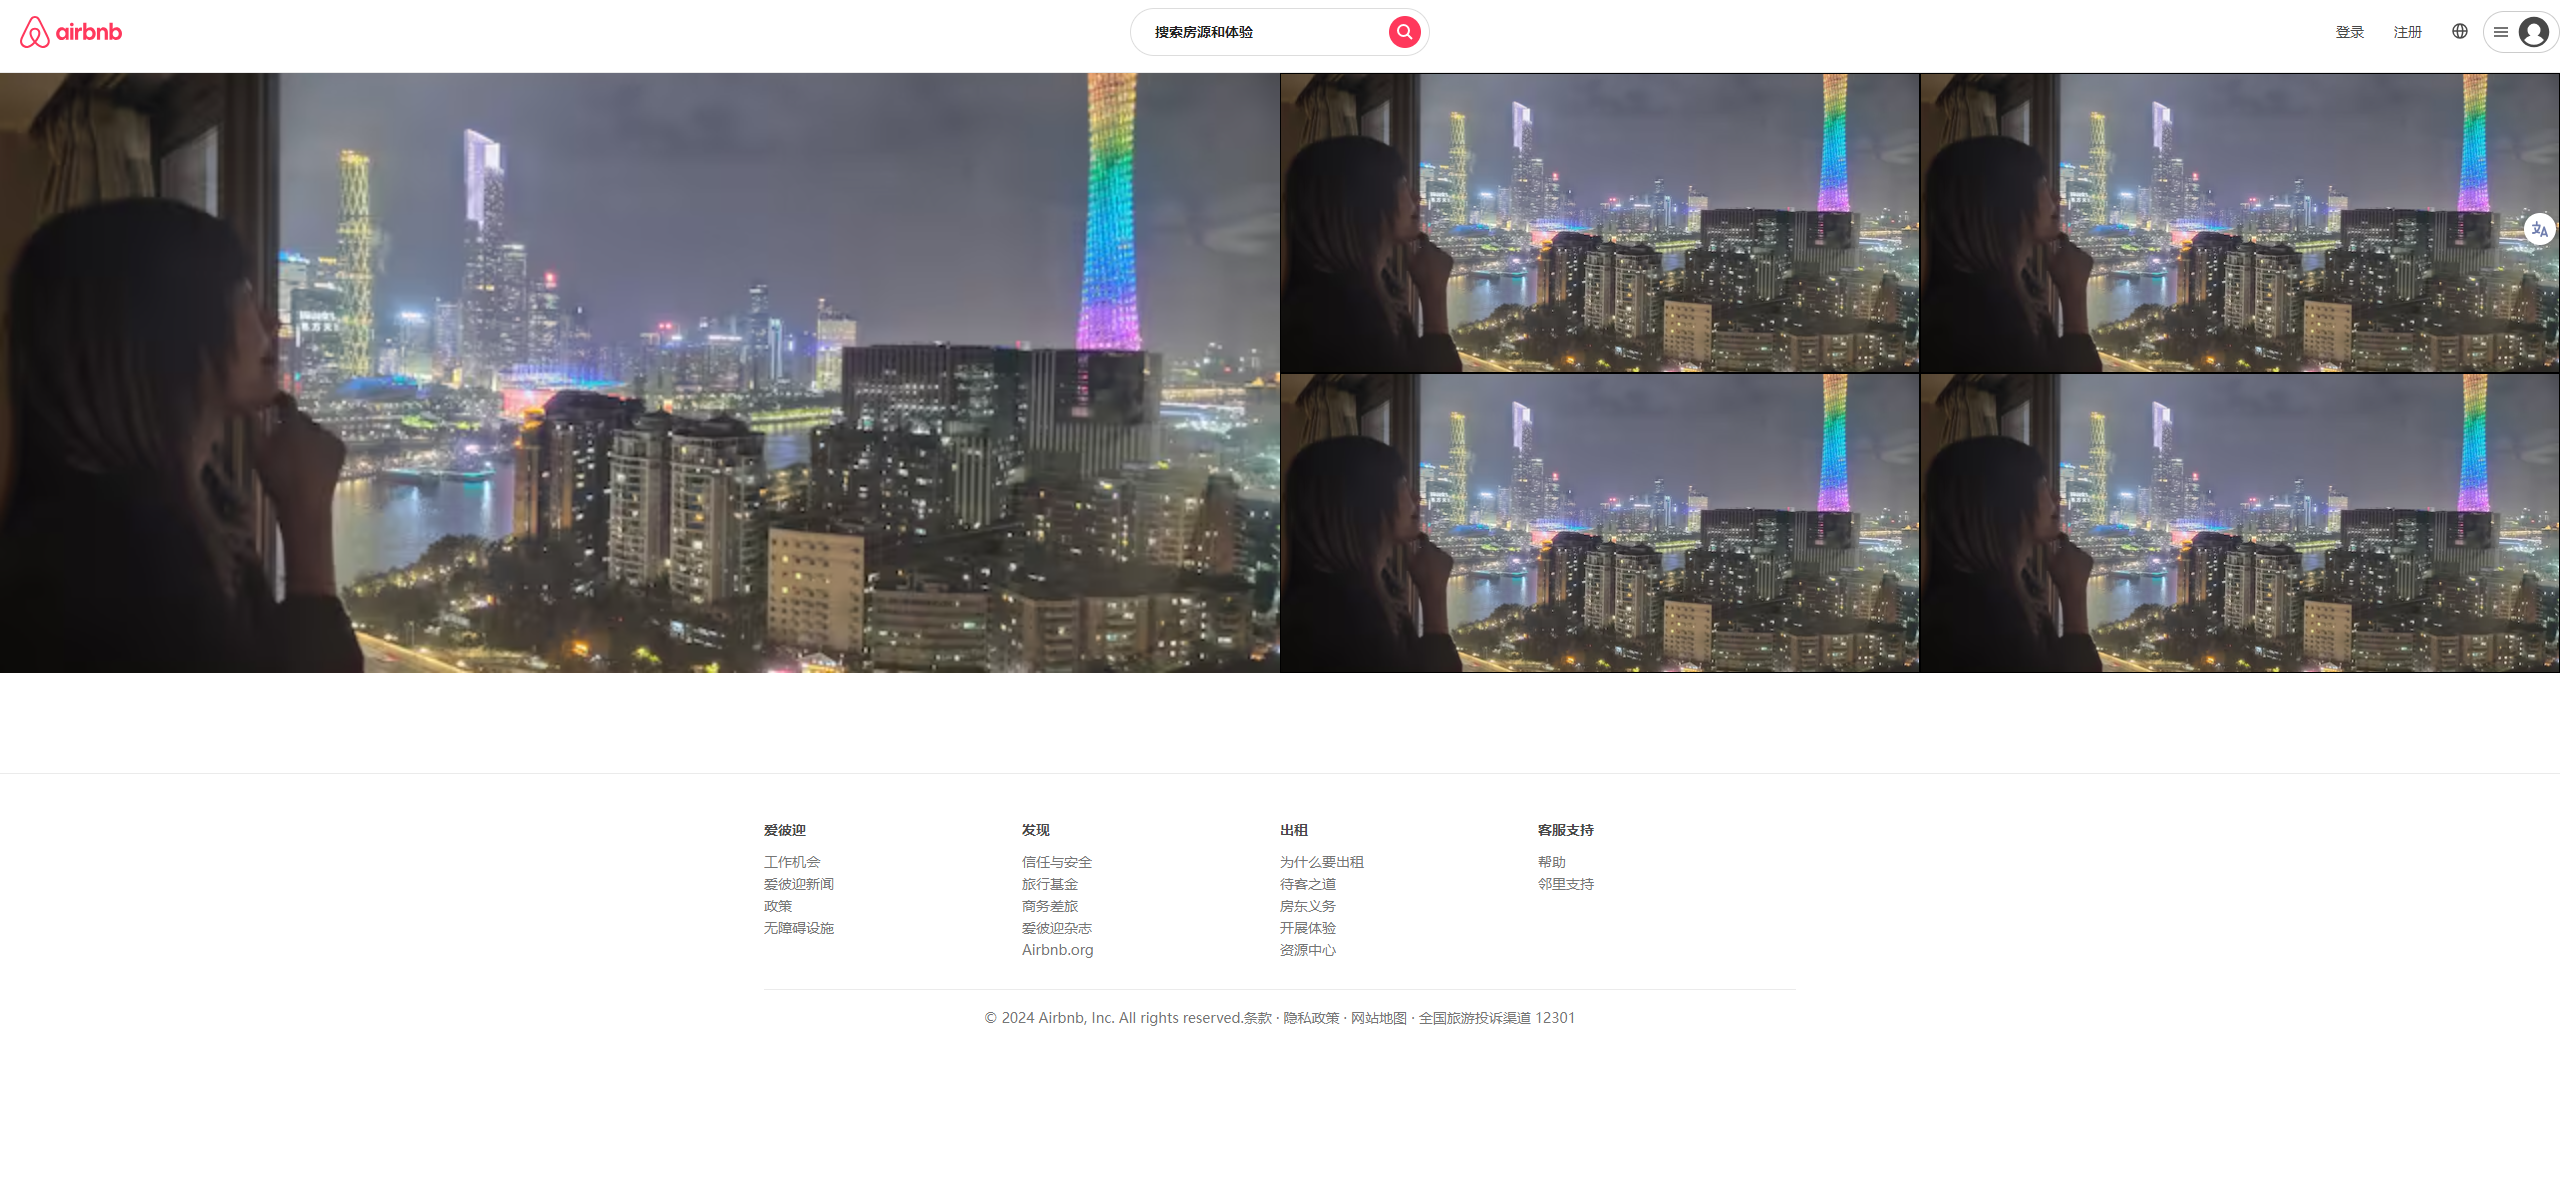 airbnb
搜索房源和体验
登录 注册
爱彼迎
工作机会
爱彼迎新闻
政策
无障碍设施
发现
信任与安全
旅行基金
商务差旅
爱彼迎杂志
Airbnb.org
出租
为什么要出租
待客之道
房东义务
开展体验
资源中心
客服支持
帮助
邻里支持
© 2024 Airbnb, Inc. All rights reserved.条款 · 隐私政策 · 网站地图 · 全国旅游投诉渠道 12301